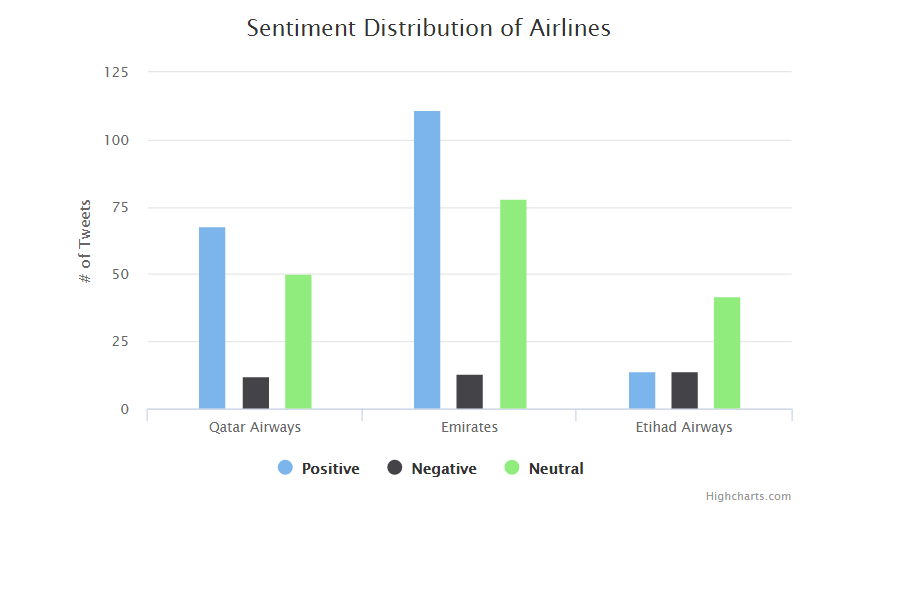 Sentiment Distribution of Airlines
125
100
75
50
25
0
# of Tweets
Qatar Airways Emirates Etihad Airways
Positive Negative Neutral
Highcharts.com